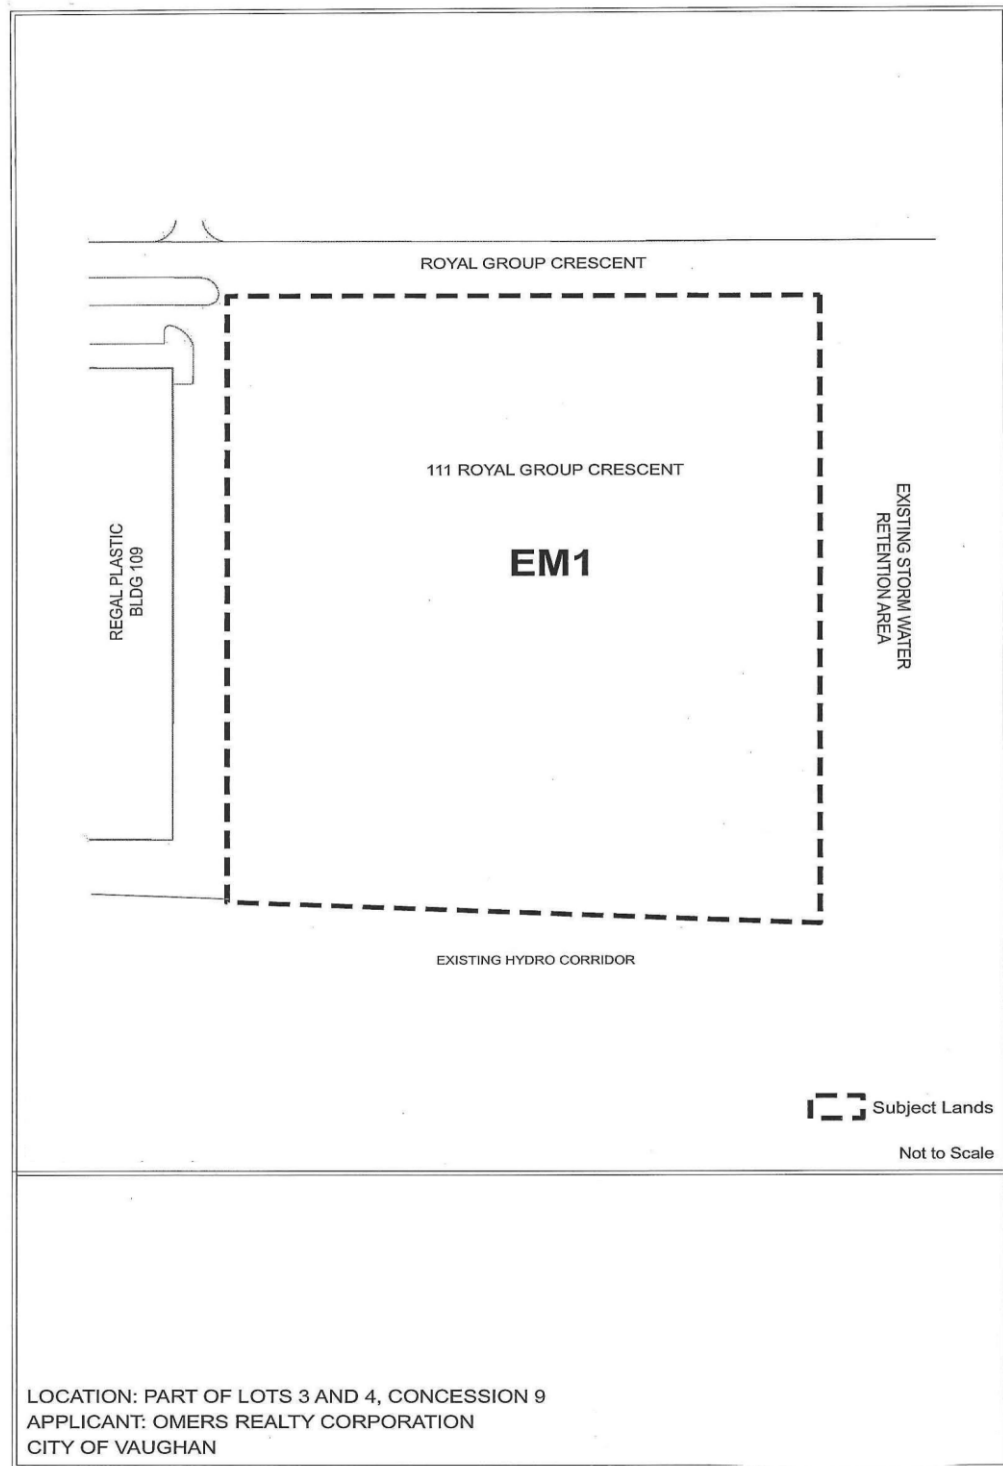 ROYAL GROUP CRESCENT
111 ROYAL GROUP CRESCENT
EM1
REGAL PLASTIC
BLDG 109
EXISTING STORM WATER
RETENTION AREA
EXISTING HYDRO CORRIDOR
Subject Lands
Not to Scale
LOCATION: PART OF LOTS 3 AND 4, CONCESSION 9
APPLICANT: OMERS REALTY CORPORATION
CITY OF VAUGHAN